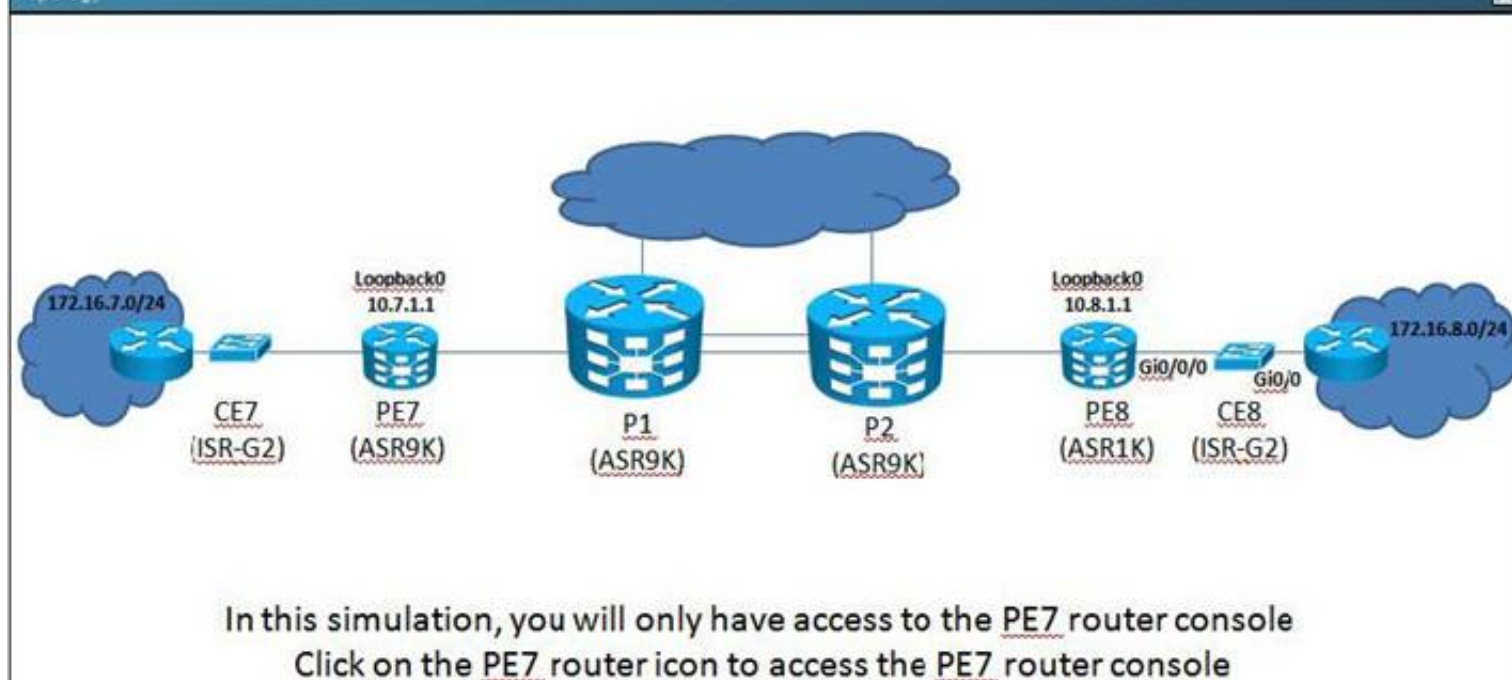 Loopback0
10.7.1.1
Loopback0
10.8.1.1
172.16.7.0/24
172.16.8.0/24
Gi0/0/0
Gi0/0
CE7
(ISR-G2)
PE7
(ASR9K)
P1
(ASR9K)
P2
(ASR9K)
PE8
(ASR1K)
CE8
(ISR-G2)
In this simulation, you will only have access to the PE7 router console
Click on the PE7 router icon to access the PE7 router console